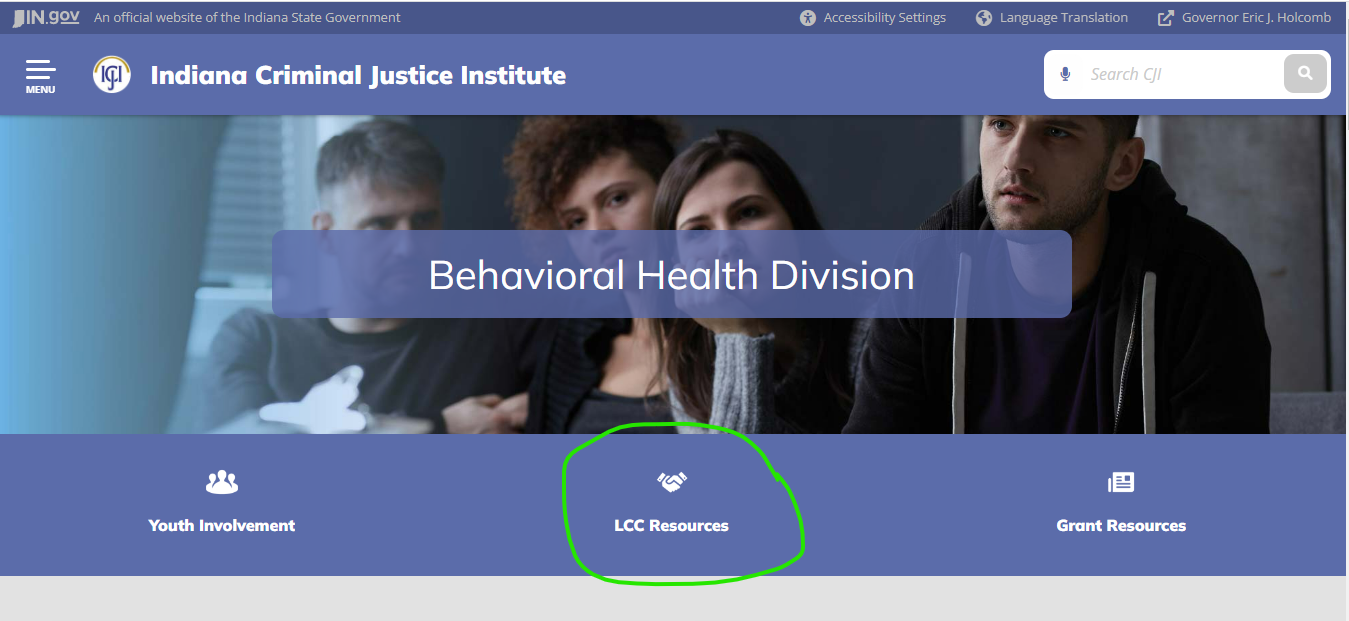 IN.gov An official website of the Indiana State Government Accessibility Settings Language Translation Governor Eric J. Holcomb
MENU ICJI Indiana Criminal Justice Institute Search CJI
Behavioral Health Division
Youth Involvement LCC Resources Grant Resources